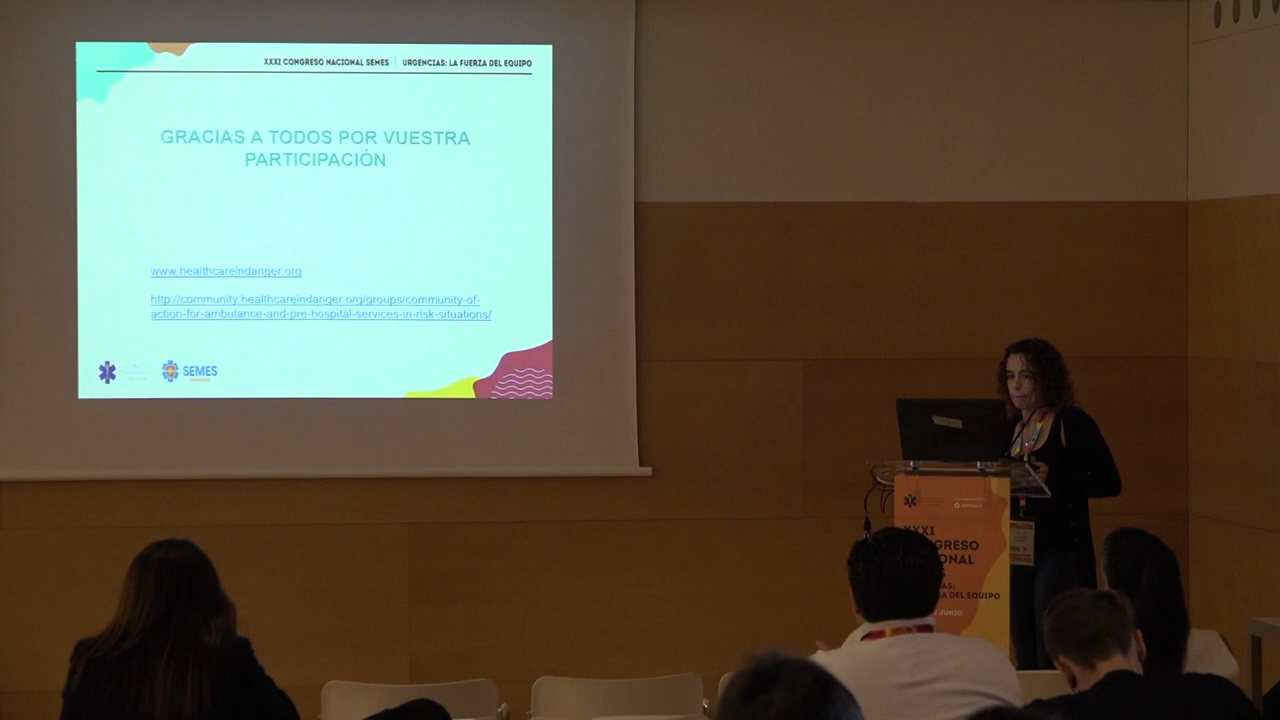 XXXI CONGRESO NACIONAL SEMES | URGENCIAS: LA FUERZA DEL EQUIPO
GRACIAS A TODOS POR VUESTRA
PARTICIPACIÓN
www.healthcareindanger.org
http://community.healthcareindanger.org/groups/community-of-
action-for-ambulance-and-pre-hospital-services-in-risk-situations/
SEMES
XXXI
GRESO
ONAL
AS:
A DEL EQUIPO
JUNIO